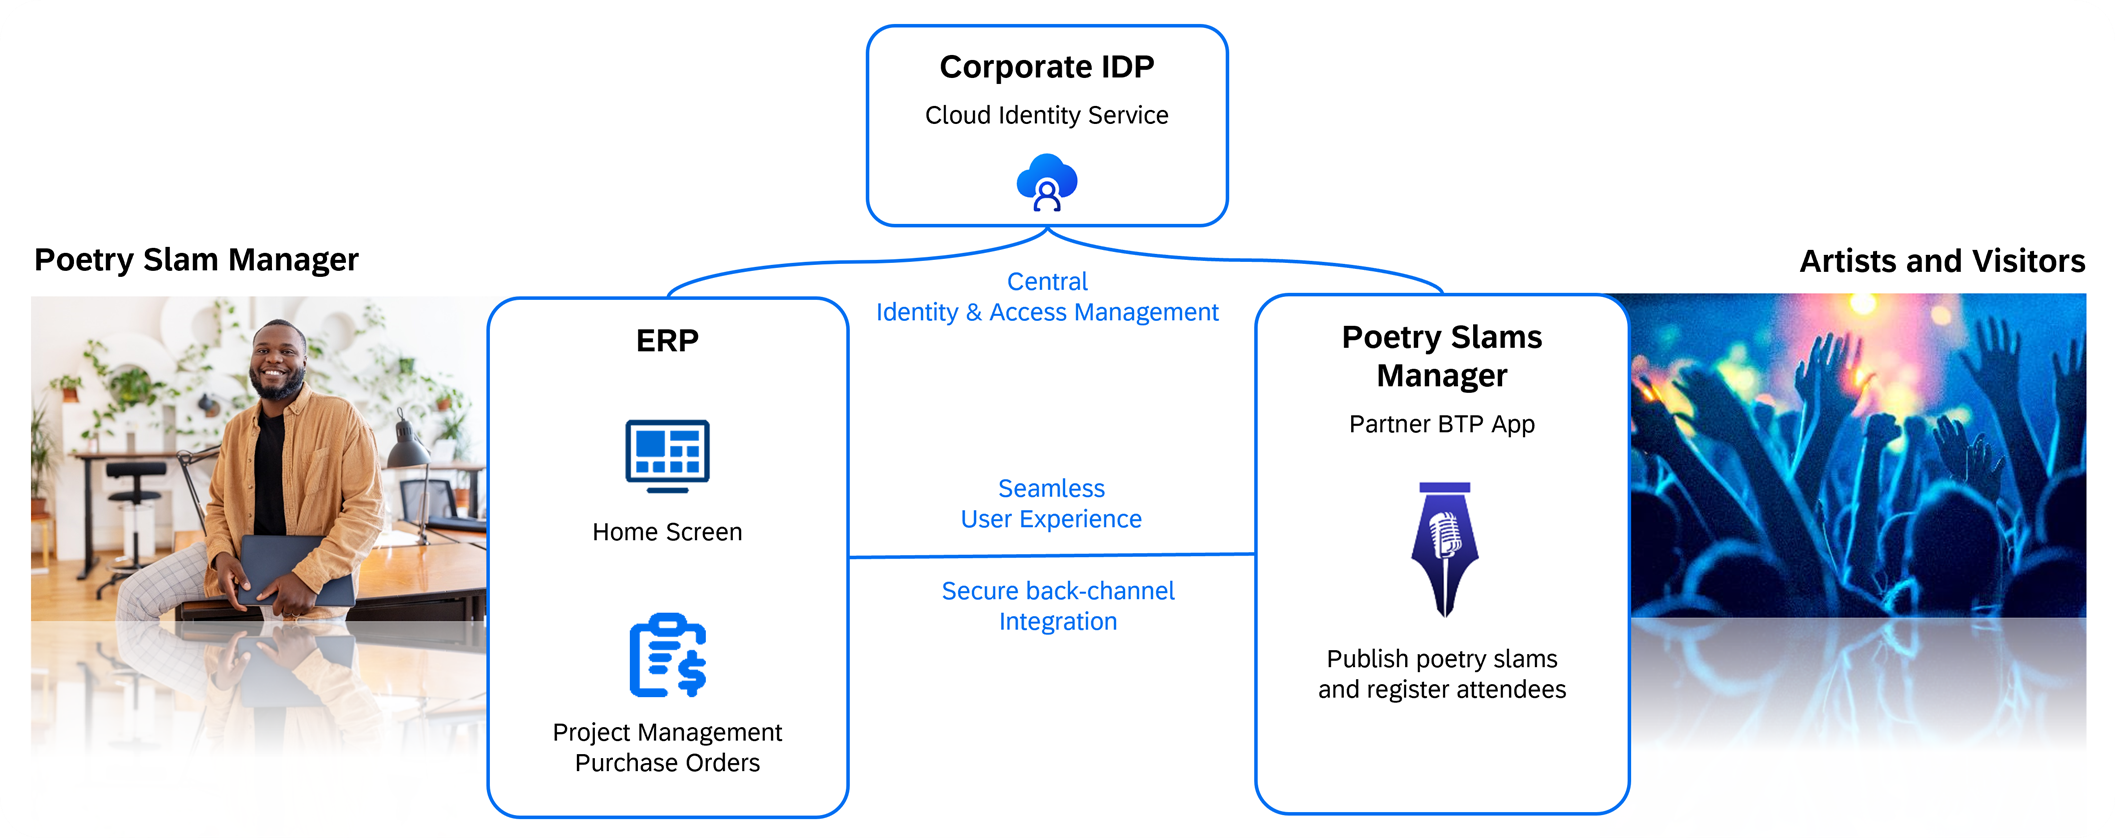 Corporate IDP
Cloud Identity Service
Poetry Slam Manager
Artists and Visitors
Central
Identity & Access Management
ERP
Home Screen
Project Management
Purchase Orders
Seamless
User Experience
Secure back-channel
Integration
Poetry Slams
Manager
Partner BTP App
Publish poetry slams
and register attendees